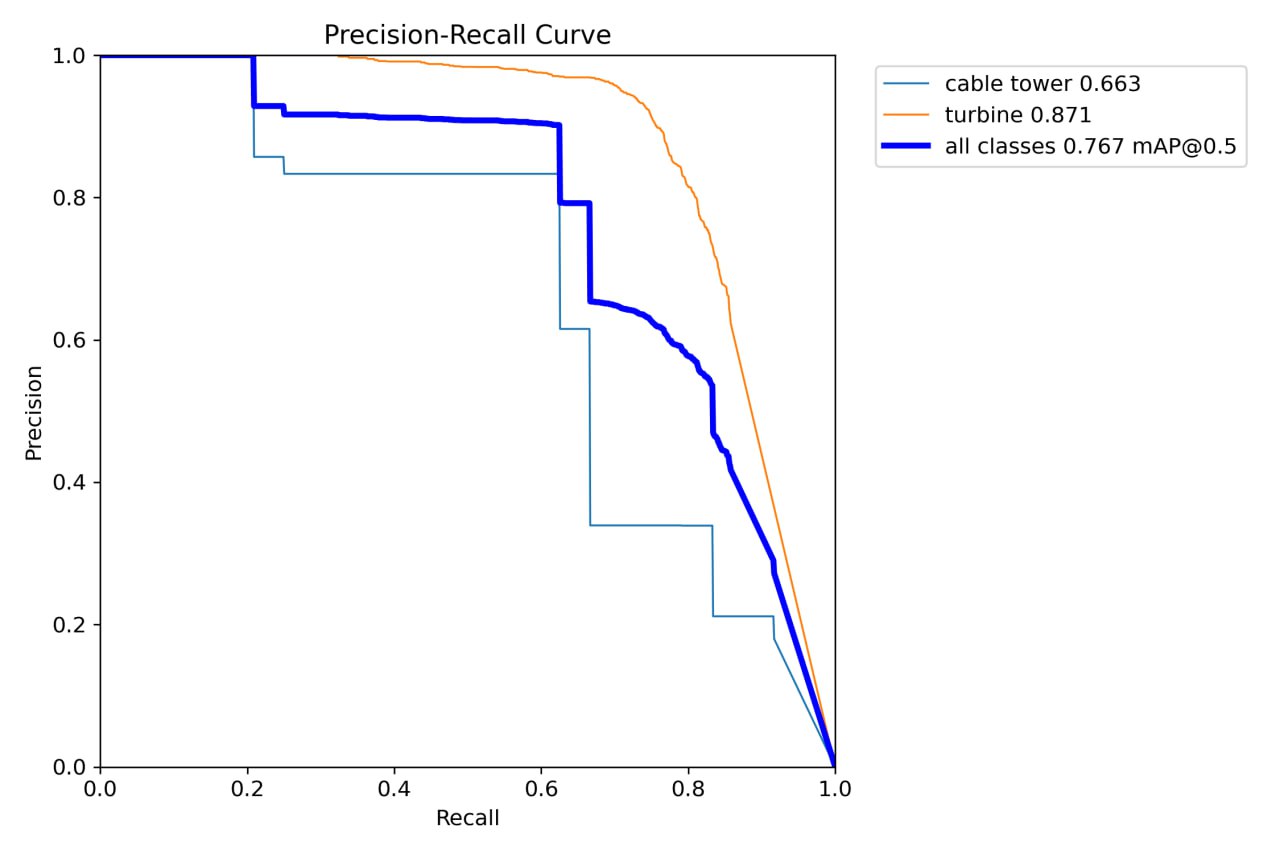 Precision-Recall Curve
cable tower 0.663
turbine 0.871
all classes 0.767 mAP@0.5
Precision
1.0
0.8
0.6
0.4
0.2
0.0
0.0 0.2 0.4 0.6 0.8 1.0
Recall